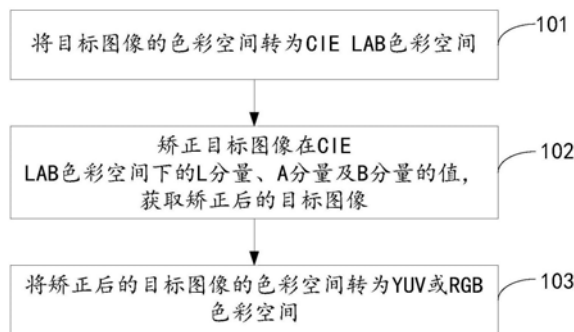 将目标图像的色彩空间转为CIE LAB色彩空间
101
矫正目标图像在CIE
LAB色彩空间下的L分量、A分量及B分量的值，
获取矫正后的目标图像
102
将矫正后的目标图像的色彩空间转为YUV或RGB
色彩空间
103